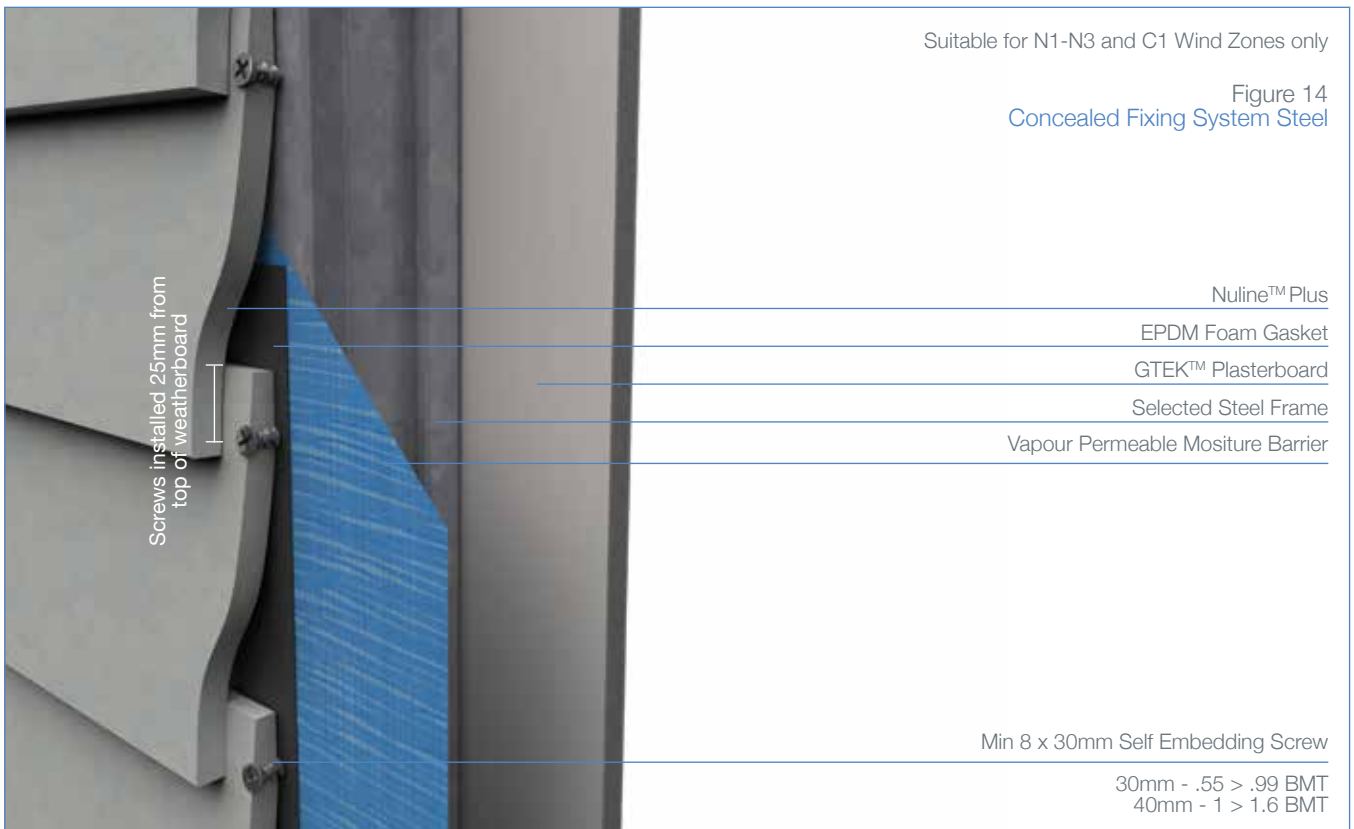 Suitable for N1-N3 and C1 Wind Zones only
Figure 14
Concealed Fixing System Steel
Screws installed 25mm from
top of weatherboard
Nuline™ Plus
EPDM Foam Gasket
GTEK™ Plasterboard
Selected Steel Frame
Vapour Permeable Mositure Barrier
Min 8 x 30mm Self Embedding Screw
30mm - .55 > .99 BMT
40mm - 1 > 1.6 BMT